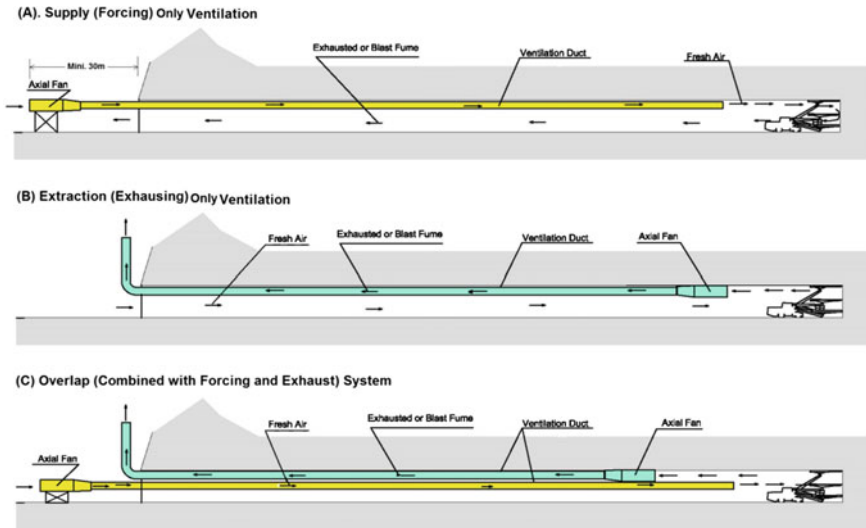 (A). Supply (Forcing) Only Ventilation
Mini. 30m
Axial Fan
Exhausted or Blast Fume
Ventilation Duct
Fresh Air
(B) Extraction (Exhausing) Only Ventilation
Fresh Air
Exhausted or Blast Fume
Ventilation Duct
Axial Fan
(C) Overlap (Combined with Forcing and Exhaust) System
Axial Fan
Fresh Air
Exhausted or Blast Fume
Ventilation Duct
Axial Fan